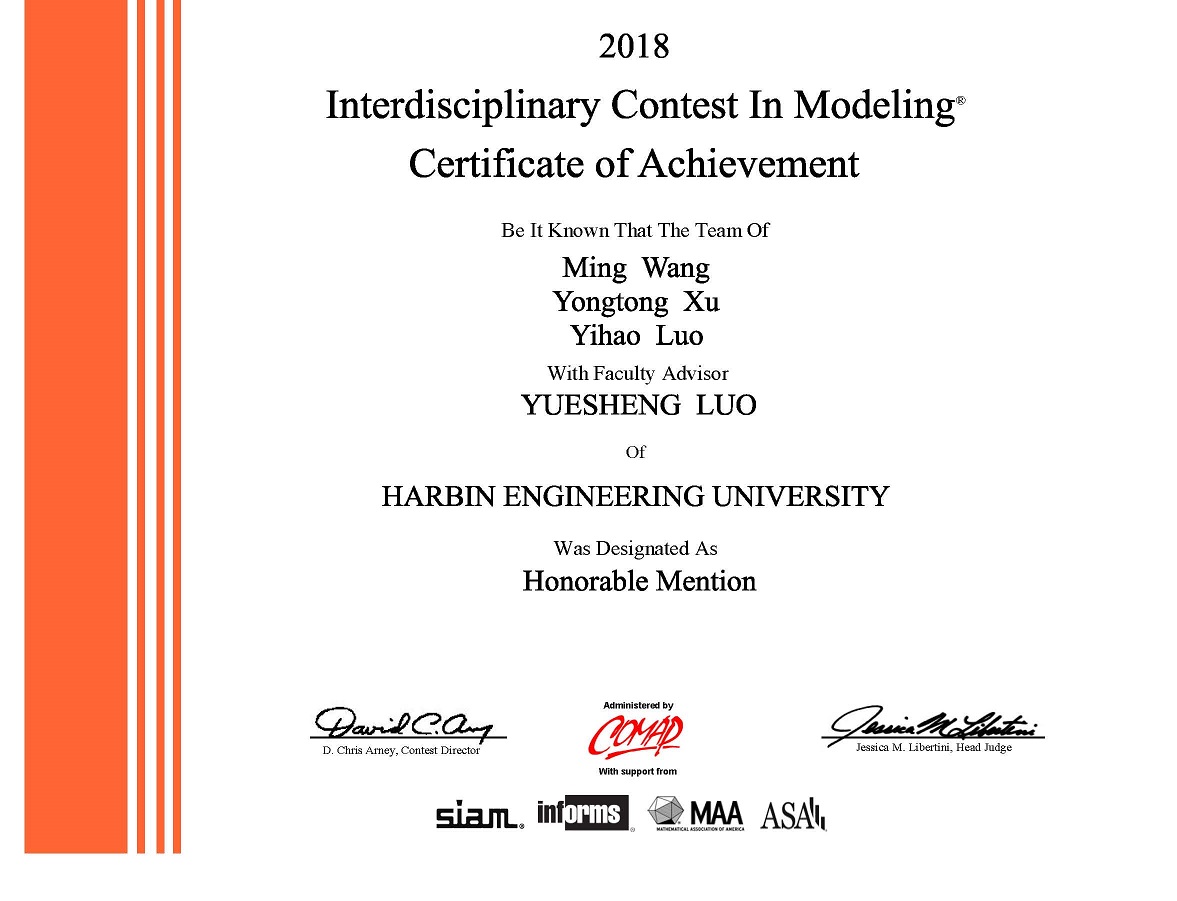 2018
Interdisciplinary Contest In Modeling®
Certificate of Achievement
Be It Known That The Team Of
Ming Wang
Yongtong Xu
Yihao Luo
With Faculty Advisor
YUESHENG LUO
Of
HARBIN ENGINEERING UNIVERSITY
Was Designated As
Honorable Mention
David C. Arney
D. Chris Arney, Contest Director
Administered by
COMAP
With support from
Jessica M Libertini
Jessica M. Libertini, Head Judge
siam®
informs®
MAA
MATHEMATICAL ASSOCIATION OF AMERICA
ASA